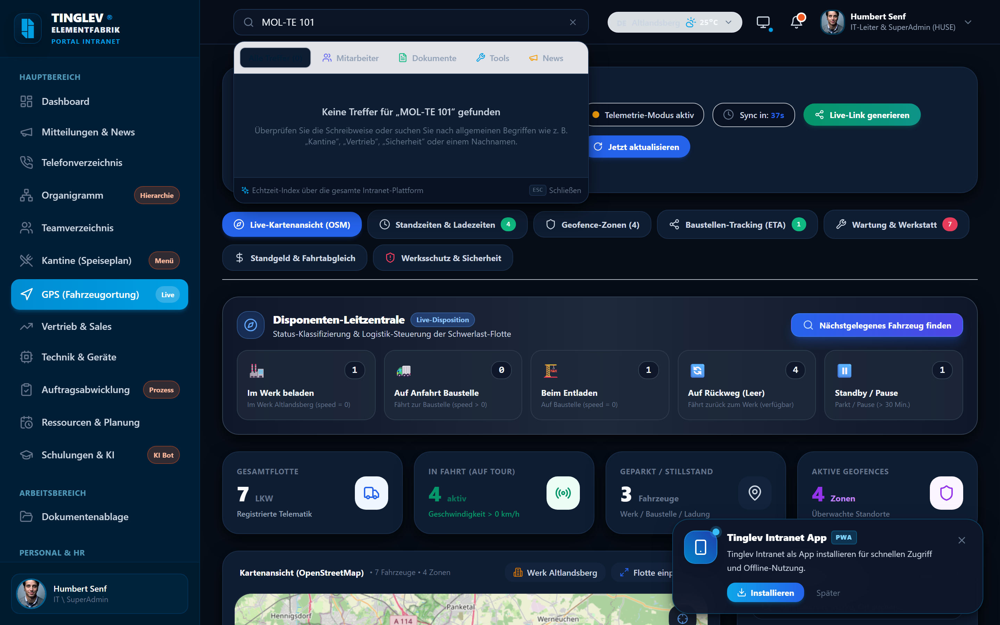 TINGLEV ®
ELEMENTFABRIK
PORTAL INTRANET
HAUPTBEREICH
Dashboard
Mitteilungen & News
Telefonverzeichnis
Organigramm
Hierarchie
Teamverzeichnis
Kantine (Speiseplan)
Menü
GPS (Fahrzeugortung)
Live
Vertrieb & Sales
Technik & Geräte
Auftragsabwicklung
Prozess
Ressourcen & Planung
Schulungen & KI
KI Bot
ARBEITSBEREICH
Dokumentenablage
PERSONAL & HR
Humbert Senf
IT \ SuperAdmin
MOL-TE 101
DE Altlandsberg 25°C
Humbert Senf
IT-Leiter & SuperAdmin (HUSE)
Alle Treffer (0)
Mitarbeiter
Dokumente
Tools
News
Keine Treffer für „MOL-TE 101“ gefunden
Überprüfen Sie die Schreibweise oder suchen Sie nach allgemeinen Begriffen wie z. B.
„Kantine“, „Vertrieb“, „Sicherheit“ oder einem Nachnamen.
Echtzeit-Index über die gesamte Intranet-Plattform
ESC Schließen
Telemetrie-Modus aktiv
Sync in: 37s
Live-Link generieren
Jetzt aktualisieren
Live-Kartenansicht (OSM)
Standzeiten & Ladezeiten 4
Geofence-Zonen (4)
Baustellen-Tracking (ETA) 1
Wartung & Werkstatt 7
Standgeld & Fahrtabgleich
Werksschutz & Sicherheit
Disponenten-Leitzentrale
Live-Disposition
Status-Klassifizierung & Logistik-Steuerung der Schwerlast-Flotte
Nächstgelegenes Fahrzeug finden
1
Im Werk beladen
Im Werk Altlandsberg (speed = 0)
0
Auf Anfahrt Baustelle
Fährt zur Baustelle (speed > 0)
1
Beim Entladen
Auf Baustelle (speed = 0)
4
Auf Rückweg (Leer)
Fährt zurück zum Werk (verfügbar)
1
Standby / Pause
Parkt / Pause (> 30 Min.)
GESAMTFLOTTE
7 LKW
Registrierte Telematik
IN FAHRT (AUF TOUR)
4 aktiv
Geschwindigkeit > 0 km/h
GEPARKT / STILLSTAND
3 Fahrzeuge
Werk / Baustelle / Ladung
AKTIVE GEOFENCES
4 Zonen
Überwachte Standorte
Kartenansicht (OpenStreetMap)
• 7 Fahrzeuge • 4 Zonen
Werk Altlandsberg
Flotte einp
Panketal
Hennigsdorf
A 114
Werneuchen
Tinglev Intranet App
PWA
Tinglev Intranet als App installieren für schnellen Zugriff
und Offline-Nutzung.
Installieren
Später